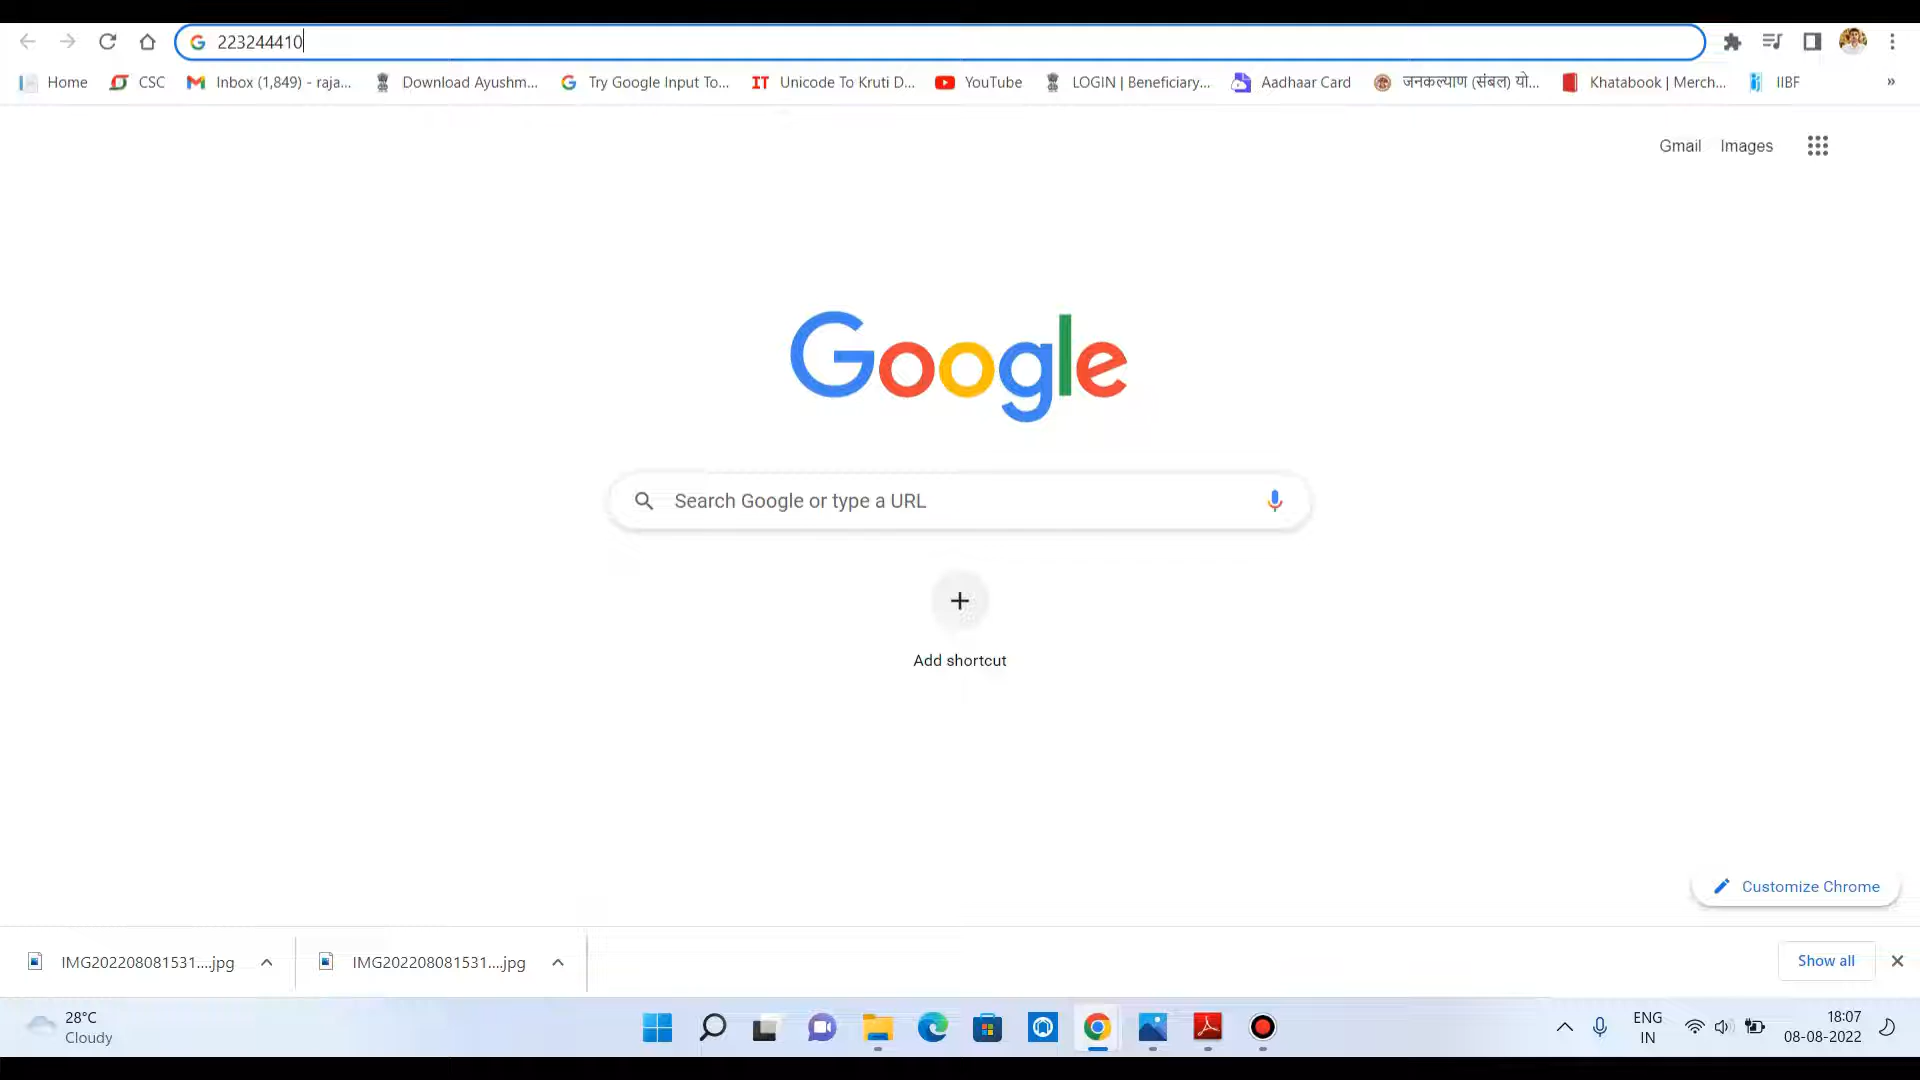 223244410
Home CSC Inbox (1,849) - raja... Download Ayushm... Try Google Input To... IT Unicode To Kruti D... YouTube LOGIN | Beneficiary... Aadhaar Card जनकल्याण (संबल) यो... Khatabook | Merch... IIBF »
Gmail Images
Google
Search Google or type a URL
Add shortcut
Customize Chrome
IMG202208081531....jpg IMG202208081531....jpg Show all
28°C
Cloudy
ENG
IN
18:07
08-08-2022